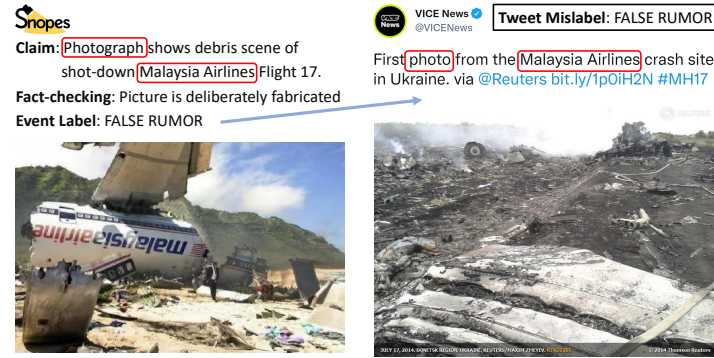 Snopes
Claim: Photograph shows debris scene of
shot-down Malaysia Airlines Flight 17.
Fact-checking: Picture is deliberately fabricated
Event Label: FALSE RUMOR
malaysiaairline
VICE
News
VICE News
@VICENews
Tweet Mislabel: FALSE RUMOR
First photo from the Malaysia Airlines crash site
in Ukraine. via @Reuters bit.ly/1p0iH2N #MH17
REUTERS
JULY 17, 2014. DONETSK REGION, UKRAINE. REUTERS/MAXIM ZMEYEV.
© 2014 Thomson Reuters